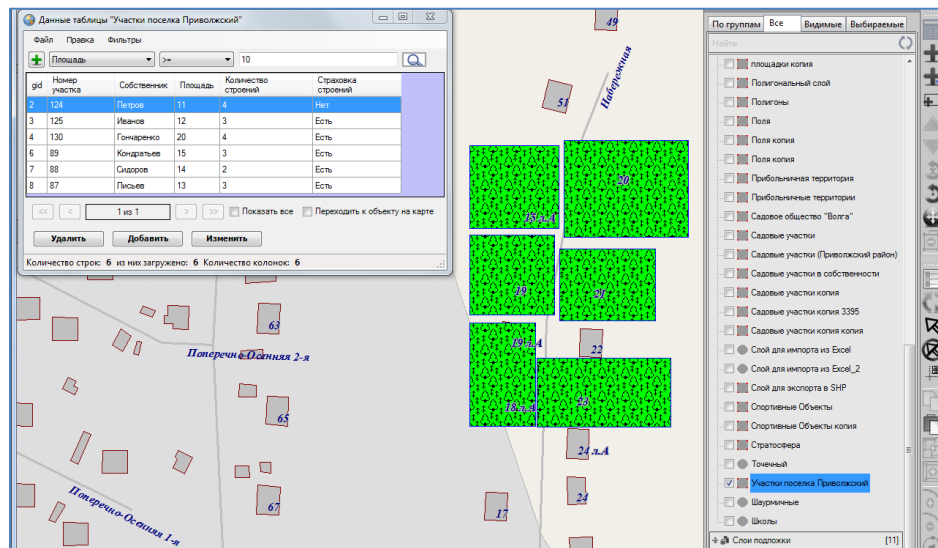 Данные таблицы "Участки поселка Приволжский"
Файл Правка Фильтры
Площадь >= 10
gid Номер участка Собственник Площадь Количество строений Страховка строений
2 124 Петров 11 4 Нет
3 125 Иванов 12 3 Есть
4 130 Гончаренко 20 4 Есть
6 89 Кондратьев 15 3 Есть
7 88 Сидоров 14 2 Есть
8 87 Лисьев 13 3 Есть
<< < 1 из 1 > >> Показать все Переходить к объекту на карте
Удалить Добавить Изменить
Количество строк: 6 из них загружено: 6 Количество колонок: 6
49
Набережная
51
20
15 л.А
19
21
63
19 л.А
22
Поперечно-Осенняя 2-я
23
18 л.А
65
24 л.А
24
Поперечно-Осенняя 1-я
67
17
По группам Все Видимые Выбираемые
Найти
площадки копия
Полигональный слой
Полигоны
Поля
Поля копия
Поля копия
Прибольничная территория
Прибольничные территории
Садовое общество "Волга"
Садовые участки
Садовые участки (Приволжский район)
Садовые участки в собственности
Садовые участки копия
Садовые участки копия 3395
Садовые участки копия копия
Слой для импорта из Excel
Слой для импорта из Excel_2
Слой для экспорта в SHP
Спортивные Объекты
Спортивные Объекты копия
Стратосфера
Точечный
Участки поселка Приволжский
Шаурмичные
Школы
Слои подложки [11]